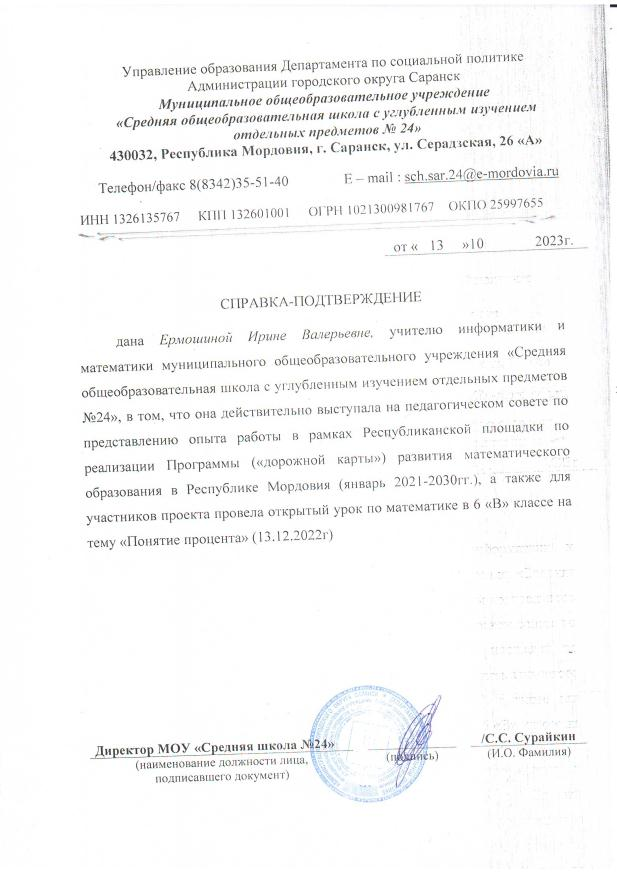 Управление образования Департамента по социальной политике
Администрации городского округа Саранск
Муниципальное общеобразовательное учреждение
«Средняя общеобразовательная школа с углубленным изучением
отдельных предметов № 24»
430032, Республика Мордовия, г. Саранск, ул. Серадзская, 26 «А»
Телефон/факс 8(8342)35-51-40 E – mail : sch.sar.24@e-mordovia.ru
ИНН 1326135767 КПП 132601001 ОГРН 1021300981767 ОКПО 25997655
от « 13 »10 2023г.
СПРАВКА-ПОДТВЕРЖДЕНИЕ
дана Ермошиной Ирине Валерьевне, учителю информатики и
математики муниципального общеобразовательного учреждения «Средняя
общеобразовательная школа с углубленным изучением отдельных предметов
№24», в том, что она действительно выступала на педагогическом совете по
представлению опыта работы в рамках Республиканской площадки по
реализации Программы («дорожной карты») развития математического
образования в Республике Мордовия (январь 2021-2030гг.), а также для
участников проекта провела открытый урок по математике в 6 «В» классе на
тему «Понятие процента» (13.12.2022г)
Директор МОУ «Средняя школа №24» /С.С. Сурайкин
(наименование должности лица, (подпись) (И.О. Фамилия)
подписавшего документ)